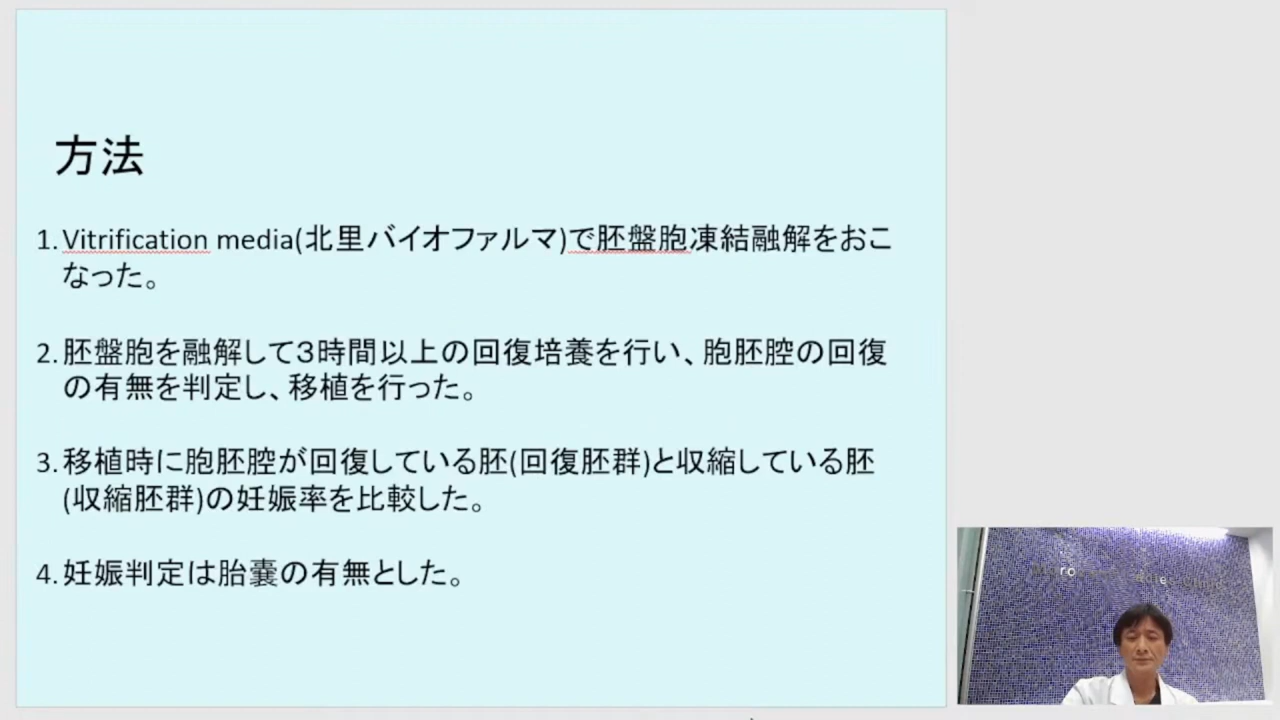 方法
1. Vitrification media(北里バイオファルマ)で胚盤胞凍結融解をおこ
なった。
2. 胚盤胞を融解して３時間以上の回復培養を行い、胞胚腔の回復
の有無を判定し、移植を行った。
3. 移植時に胞胚腔が回復している胚(回復胚群)と収縮している胚
(収縮胚群)の妊娠率を比較した。
4. 妊娠判定は胎嚢の有無とした。